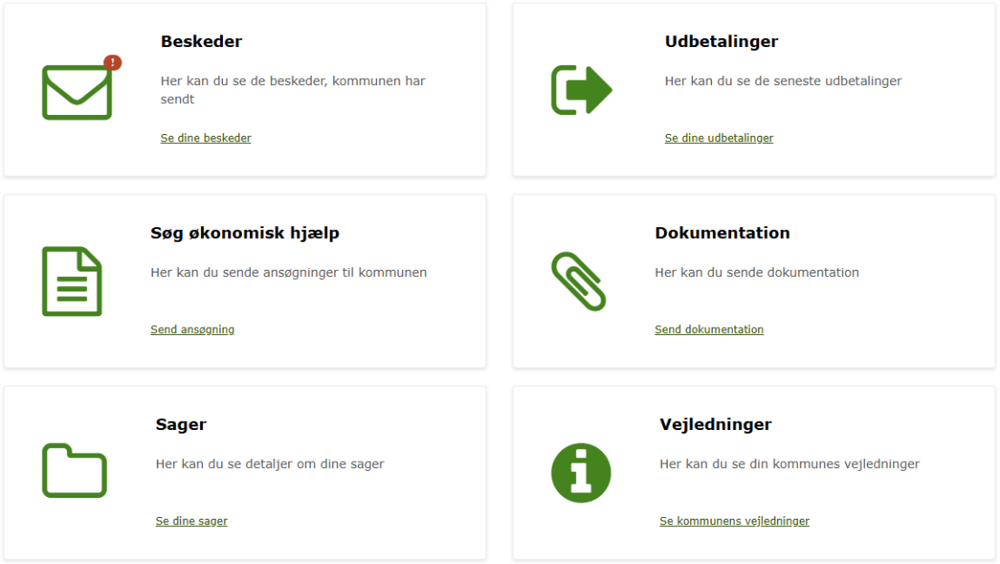 Beskeder
Her kan du se de beskeder, kommunen har
sendt
Se dine beskeder
Udbetalinger
Her kan du se de seneste udbetalinger
Se dine udbetalinger
Søg økonomisk hjælp
Her kan du sende ansøgninger til kommunen
Send ansøgning
Dokumentation
Her kan du sende dokumentation
Send dokumentation
Sager
Her kan du se detaljer om dine sager
Se dine sager
Vejledninger
Her kan du se din kommunes vejledninger
Se kommunens vejledninger